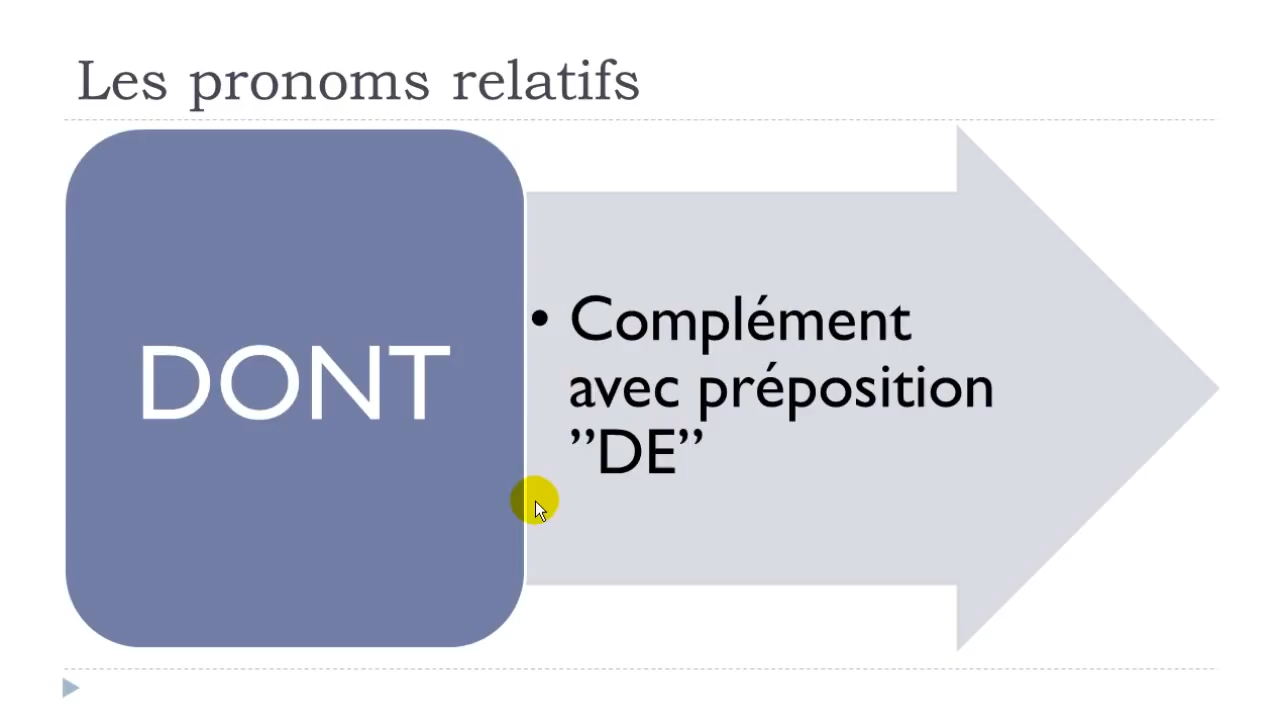 Les pronoms relatifs
DONT
• Complément
avec préposition
”DE”